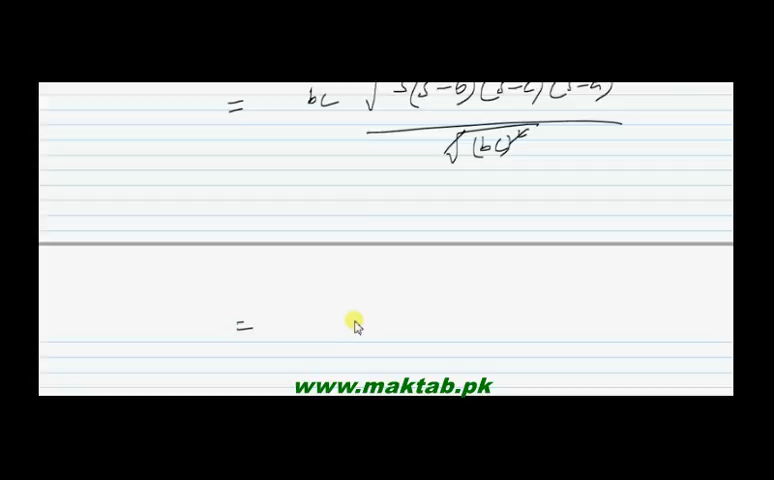 = bc √s(s-b)(s-c)(s-a)
√(bc)²
=
www.maktab.pk